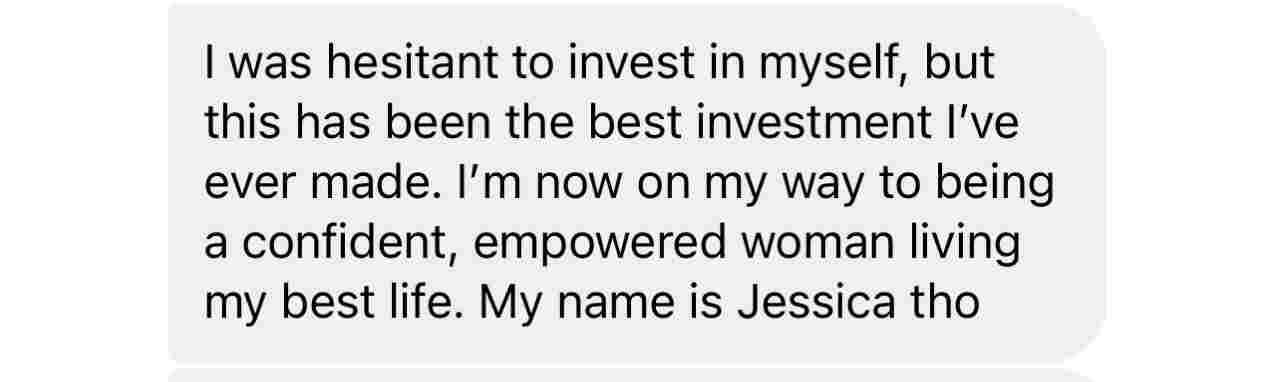 I was hesitant to invest in myself, but
this has been the best investment I’ve
ever made. I’m now on my way to being
a confident, empowered woman living
my best life. My name is Jessica tho